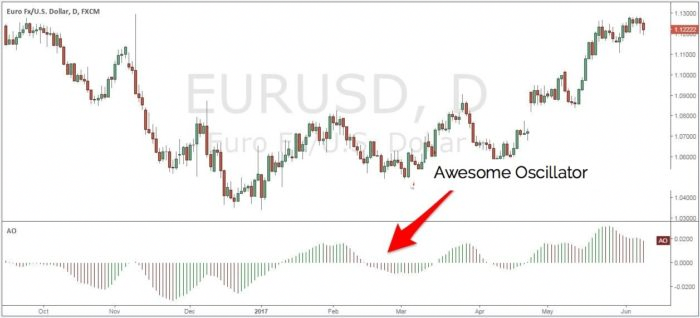 Euro Fx/U.S. Dollar, D, FXCM
1.13000
1.12222
1.12000
1.11000
1.10000
1.09000
1.08000
1.07000
1.06000
1.05000
1.04000
1.03000
EURUSD, D
Euro Fx/U.S. Dollar
Awesome Oscillator
AO
0.0200
AO
0.0000
-0.0200
Oct Nov Dec 2017 Feb Mar Apr May Jun